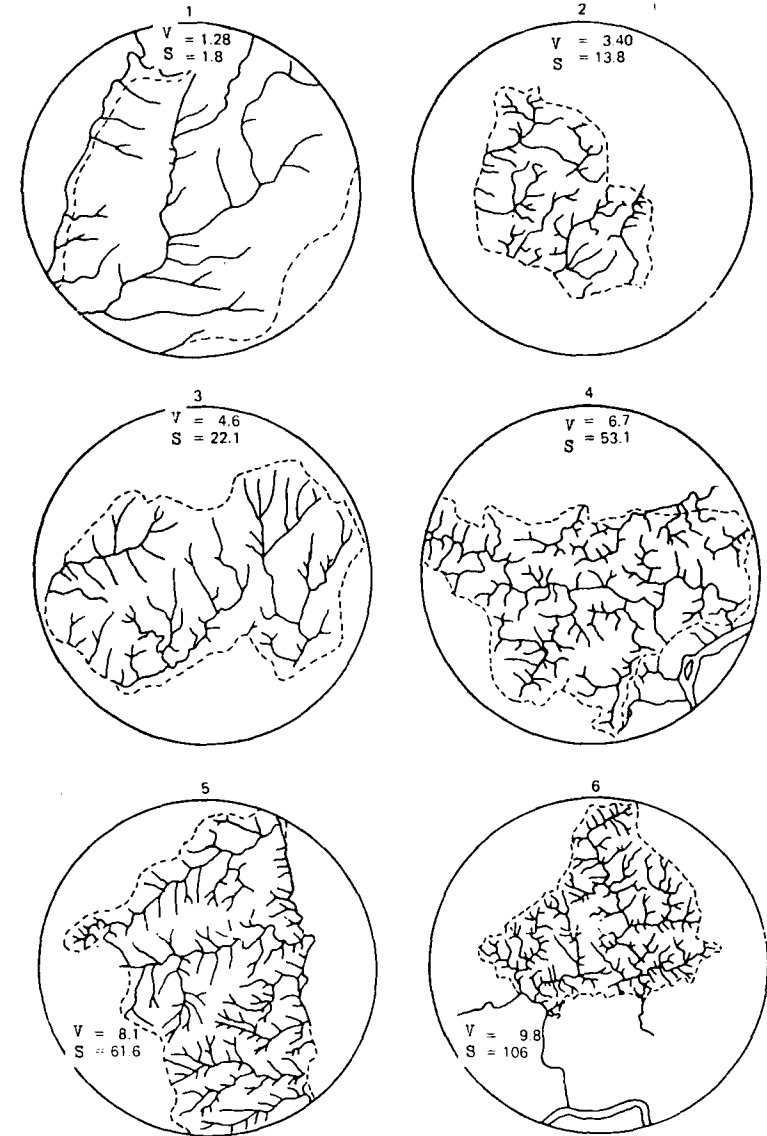 1
V = 1.28
S = 1.8
2
V = 3.40
S = 13.8
3
V = 4.6
S = 22.1
4
V = 6.7
S = 53.1
5
V = 8.1
S = 61.6
6
V = 9.8
S = 106